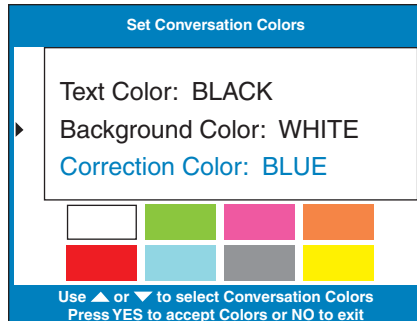 Set Conversation Colors
Text Color: BLACK
Background Color: WHITE
Correction Color: BLUE
Use ▲ or ▼ to select Conversation Colors
Press YES to accept Colors or NO to exit